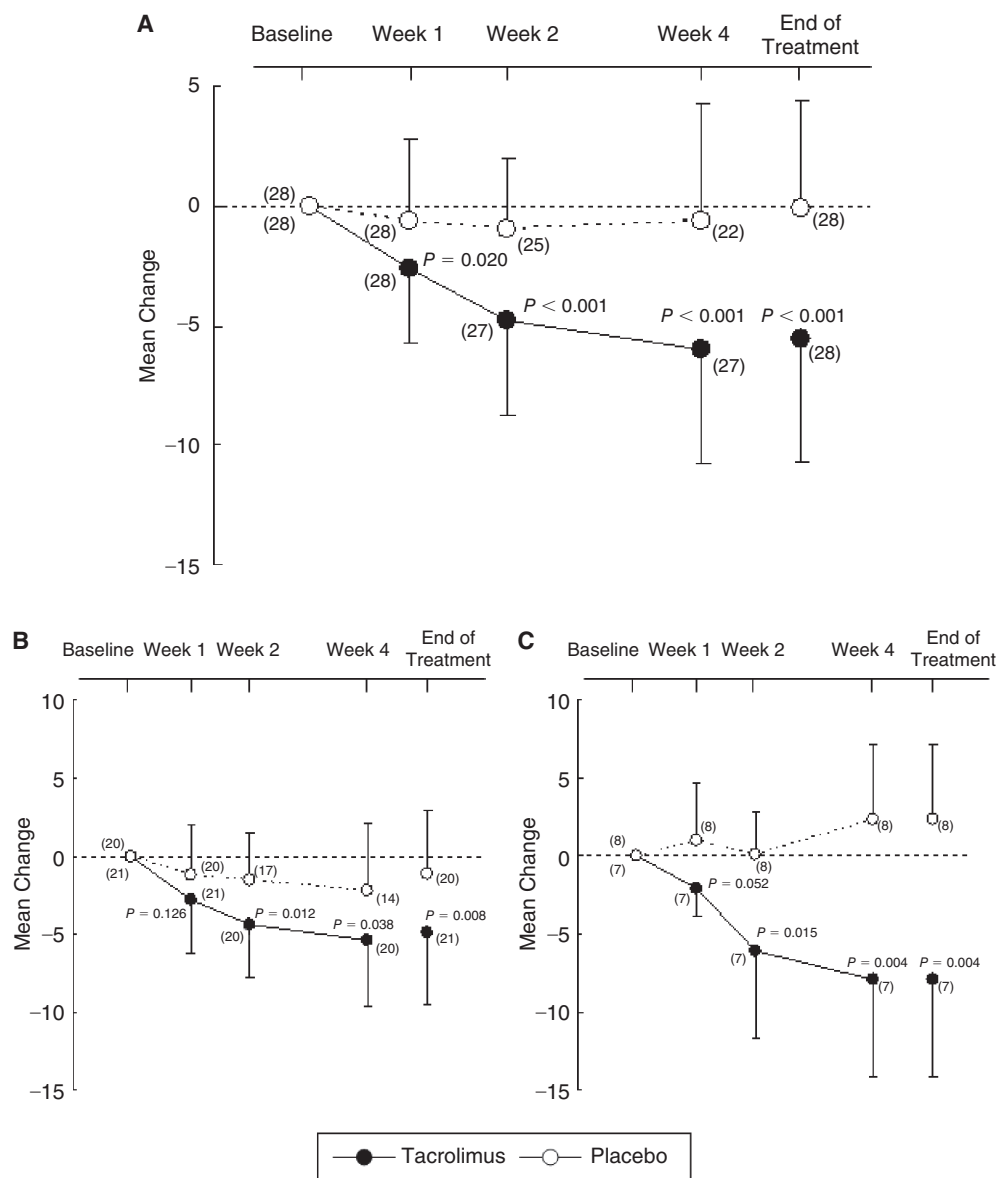 A
Baseline Week 1 Week 2 Week 4 End of Treatment
5
0
−5
−10
−15
Mean Change
(28)
(28)
(28)
(25)
(22)
(28)
(28)
P = 0.020
(27)
P < 0.001
P < 0.001
(27)
P < 0.001
(28)
B
Baseline Week 1 Week 2 Week 4 End of Treatment
10
5
0
−5
−10
−15
Mean Change
(20)
(21)
(20)
(17)
(14)
(20)
(21)
P = 0.126
P = 0.012
(20)
P = 0.038
(20)
P = 0.008
(21)
C
Baseline Week 1 Week 2 Week 4 End of Treatment
10
5
0
−5
−10
−15
Mean Change
(8)
(7)
(8)
(8)
(8)
(8)
P = 0.052
(7)
P = 0.015
(7)
P = 0.004
(7)
P = 0.004
(7)
Tacrolimus Placebo